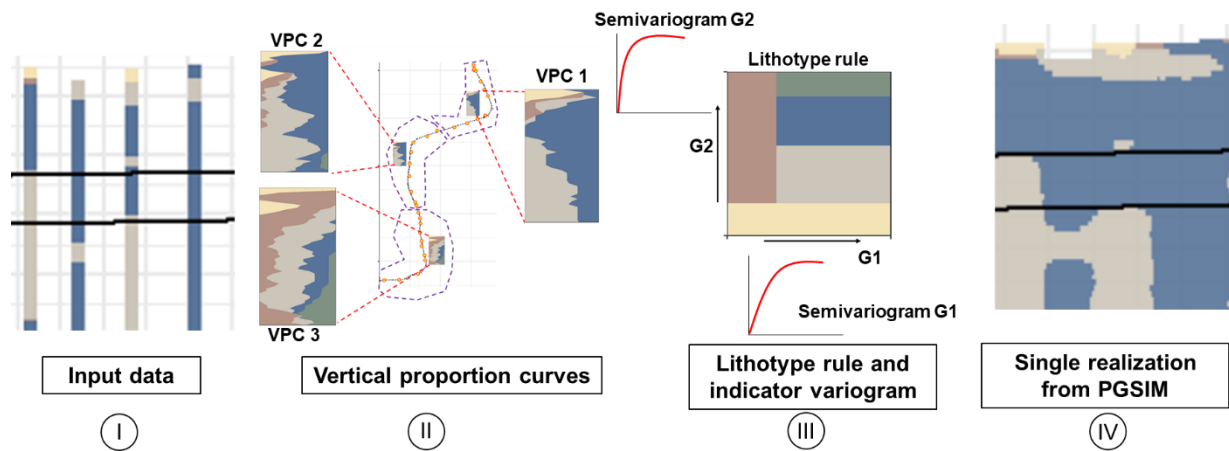 Semivariogram G2
VPC 2
VPC 1
Lithotype rule
G2
G1
VPC 3
Semivariogram G1
Input data
Vertical proportion curves
Lithotype rule and
indicator variogram
Single realization
from PGSIM
I
II
III
IV